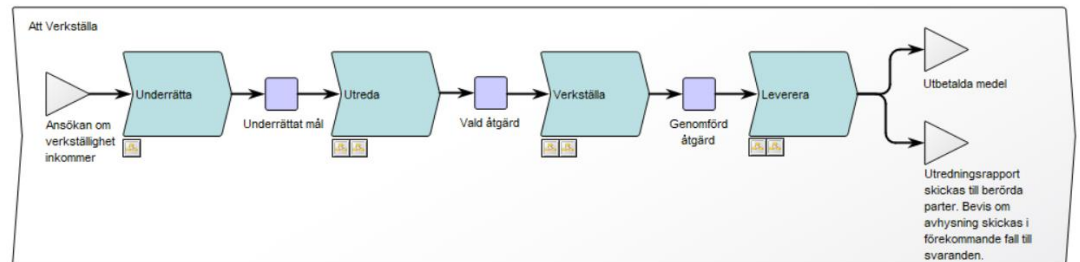 Att Verkställa
Ansökan om
verkställighet
inkommer
Underrätta
Underrättat mål
Utreda
Vald åtgärd
Verkställa
Genomförd
åtgärd
Leverera
Utbetalda medel
Utredningsrapport
skickas till berörda
parter. Bevis om
avhysning skickas i
förekommande fall till
svaranden.